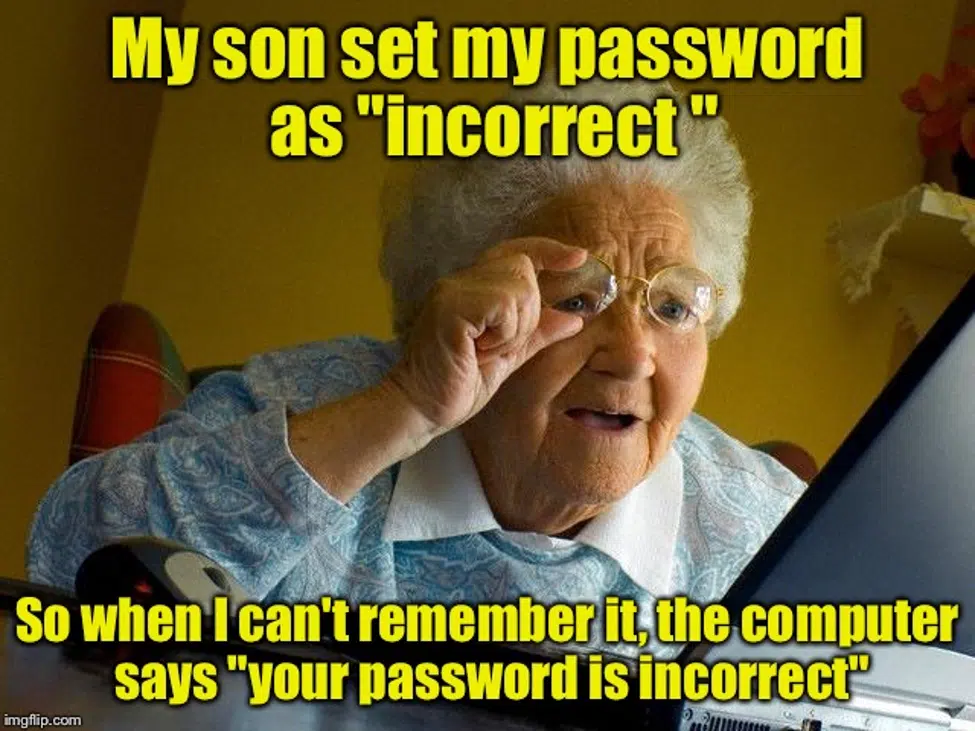 My son set my password
as "incorrect "
So when I can't remember it, the computer
says "your password is incorrect"
imgflip.com